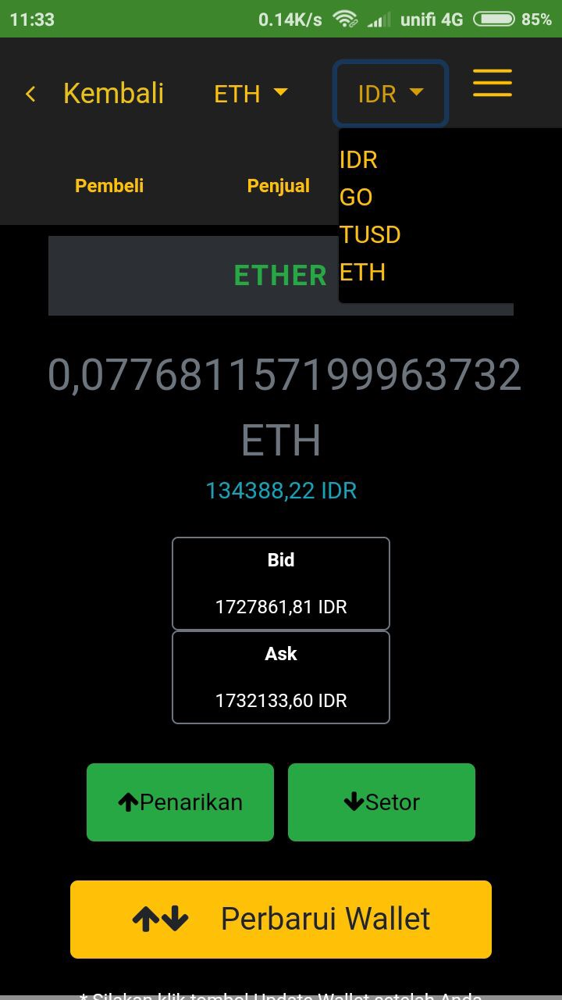 11:33 0.14K/s unifi 4G 85%
Kembali ETH IDR
IDR
GO
TUSD
ETH
Pembeli Penjual
ETHER
0,077681157199963732
ETH
134388,22 IDR
Bid
1727861,81 IDR
Ask
1732133,60 IDR
Penarikan Setor
Perbarui Wallet
* Silakan klik tombol Update Wallet setelah Anda